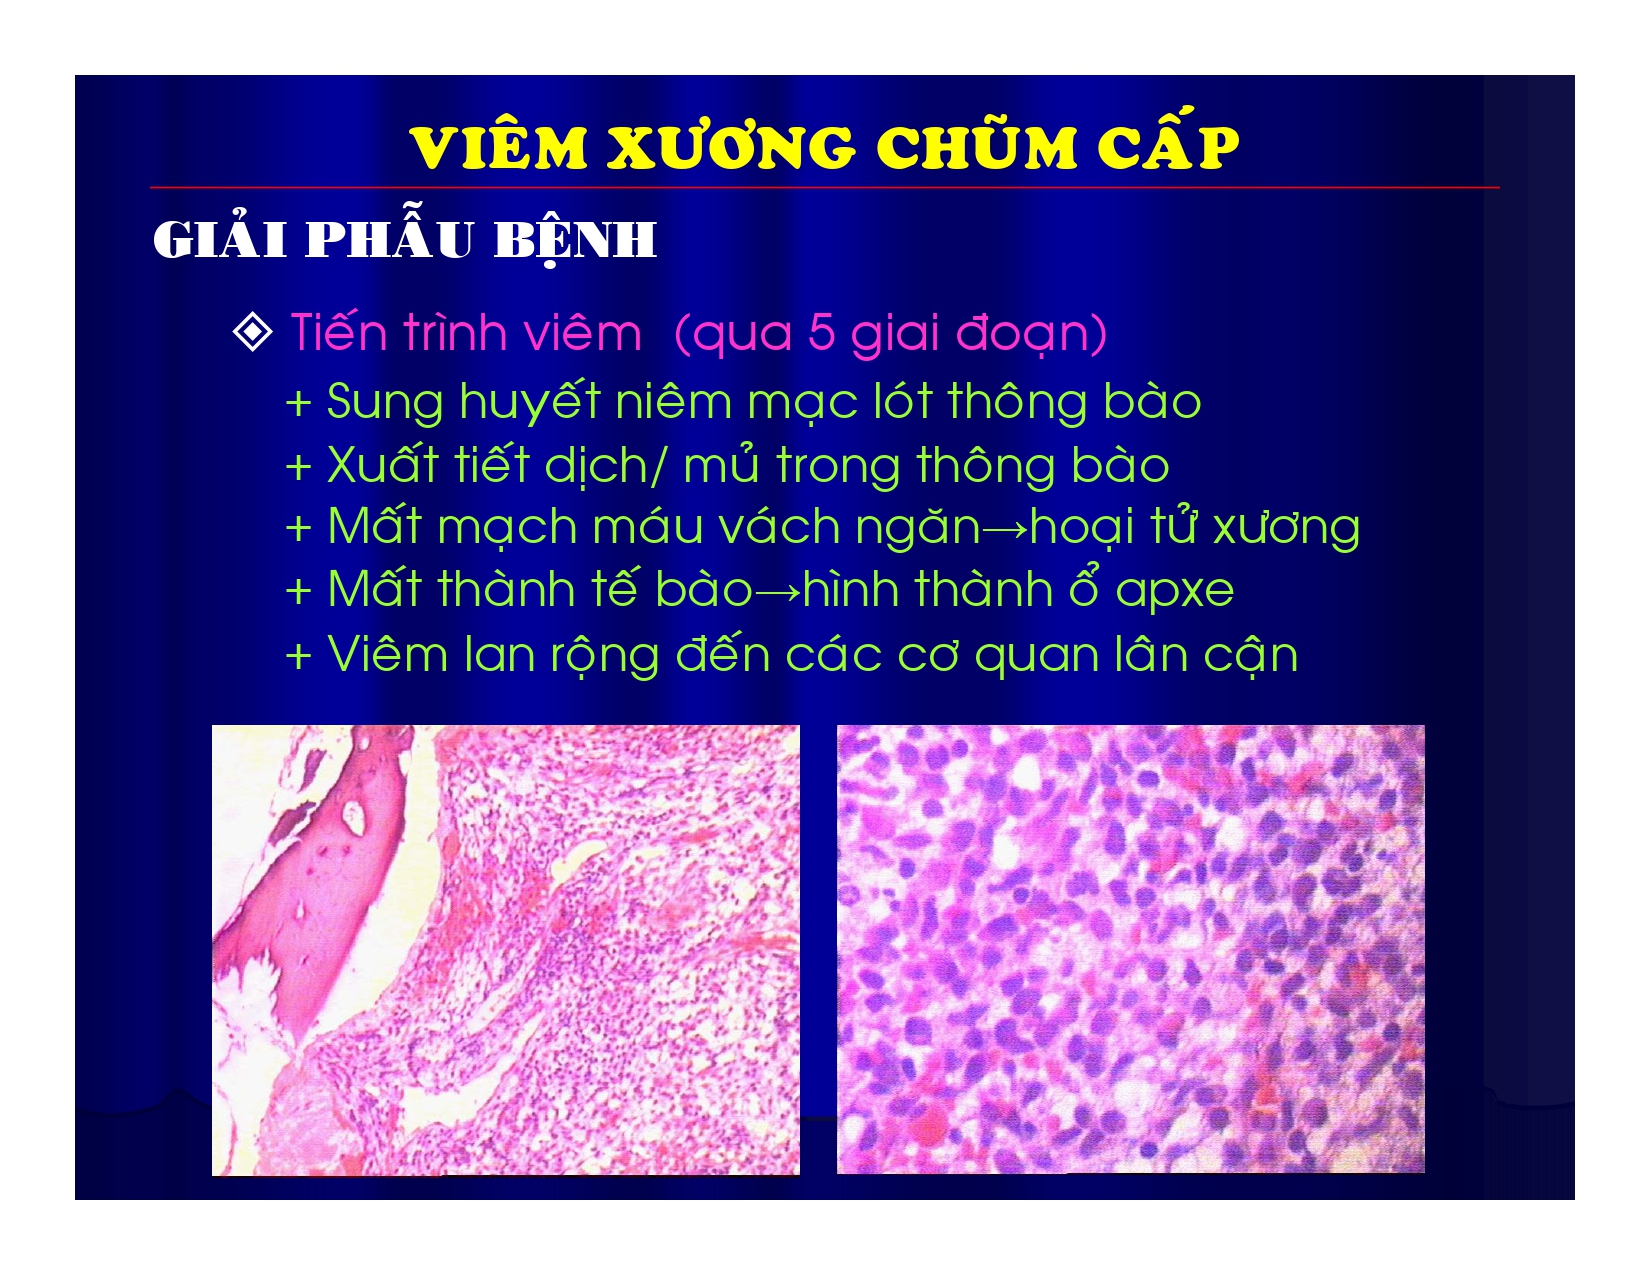 VIÊM XƯƠNG CHŨM CẤP
GIẢI PHẪU BỆNH
Tiến trình viêm (qua 5 giai đoạn)
+ Sung huyết niêm mạc lót thông bào
+ Xuất tiết dịch/ mủ trong thông bào
+ Mất mạch máu vách ngăn→hoại tử xương
+ Mất thành tế bào→hình thành ổ apxe
+ Viêm lan rộng đến các cơ quan lân cận